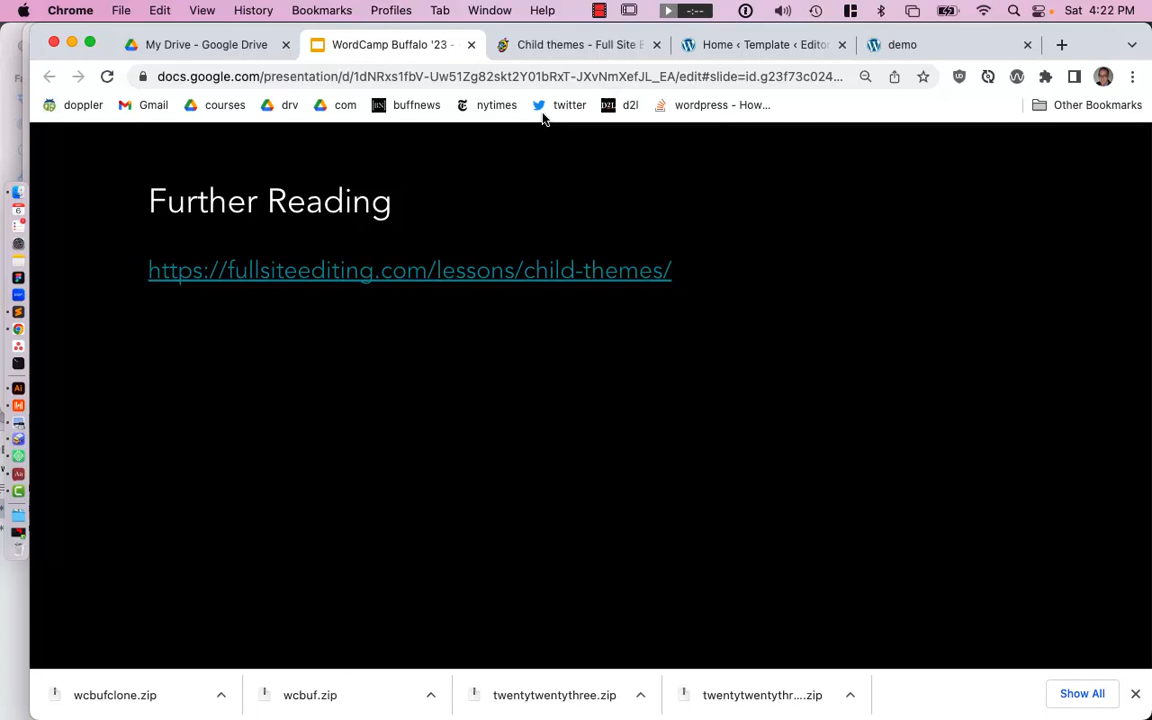 Chrome File Edit View History Bookmarks Profiles Tab Window Help -:-- Sat 4:22 PM
My Drive - Google Drive WordCamp Buffalo '23 - Child themes - Full Site E Home ‹ Template ‹ Editor demo
docs.google.com/presentation/d/1dNRxs1fbV-Uw51Zg82skt2Y01bRxT-JXvNmXefJL_EA/edit#slide=id.g23f73c024...
doppler Gmail courses drv com BN buffnews nytimes twitter D2L d2l wordpress - How... Other Bookmarks
Further Reading
https://fullsiteediting.com/lessons/child-themes/
wcbufclone.zip wcbuf.zip twentytwentythree.zip twentytwentythr....zip Show All